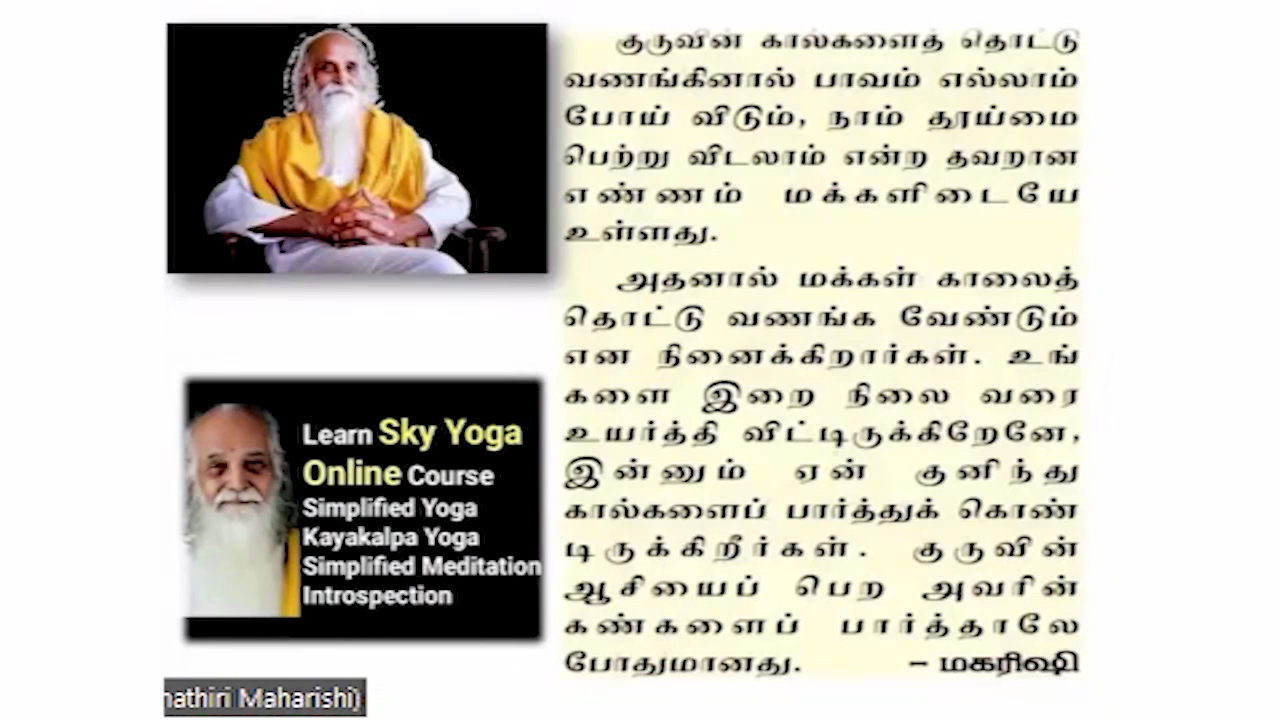 குருவின் கால்களைத் தொட்டு
வணங்கினால் பாவம் எல்லாம்
போய் விடும், நாம் தூய்மை
பெற்று விடலாம் என்ற தவறான
எண்ணம் மக்களிடையே
உள்ளது.
அதனால் மக்கள் காலைத்
தொட்டு வணங்க வேண்டும்
என நினைக்கிறார்கள். உங்
களை இறை நிலை வரை
உயர்த்தி விட்டிருக்கிறேனே,
இன்னும் ஏன் குனிந்து
கால்களைப் பார்த்துக் கொண்
டிருக்கிறீர்கள். குருவின்
ஆசியைப் பெற அவரின்
கண்களைப் பார்த்தாலே
போதுமானது. – மகரிஷி
Learn Sky Yoga
Online Course
Simplified Yoga
Kayakalpa Yoga
Simplified Meditation
Introspection
nathiri Maharishi)